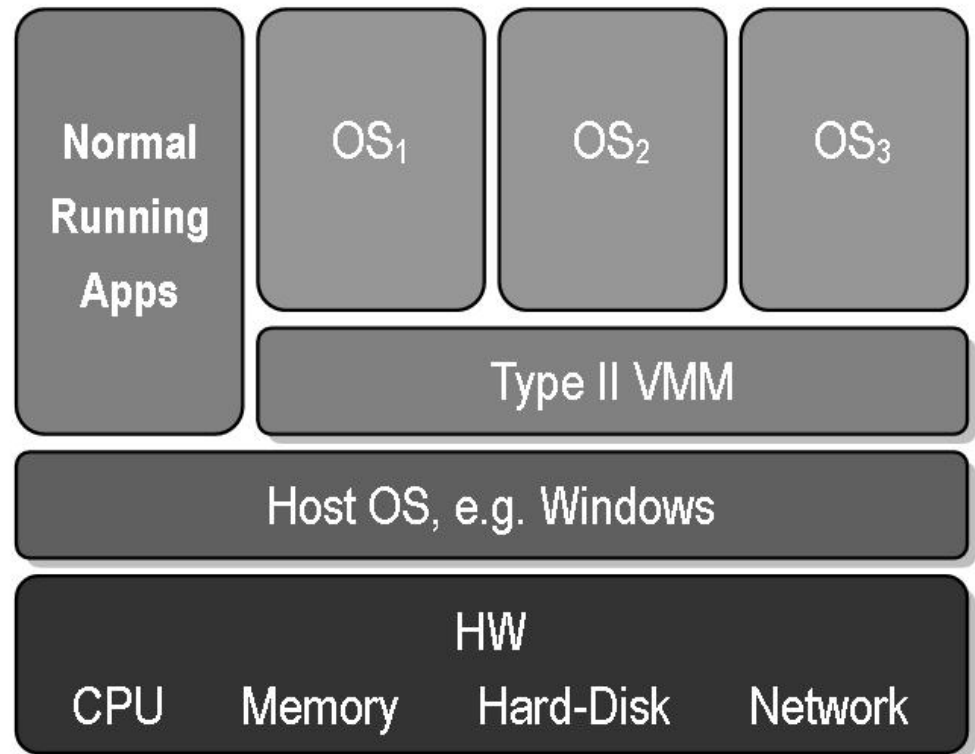 Normal
Running
Apps
OS₁
OS₂
OS₃
Type II VMM
Host OS, e.g. Windows
HW
CPU Memory Hard-Disk Network